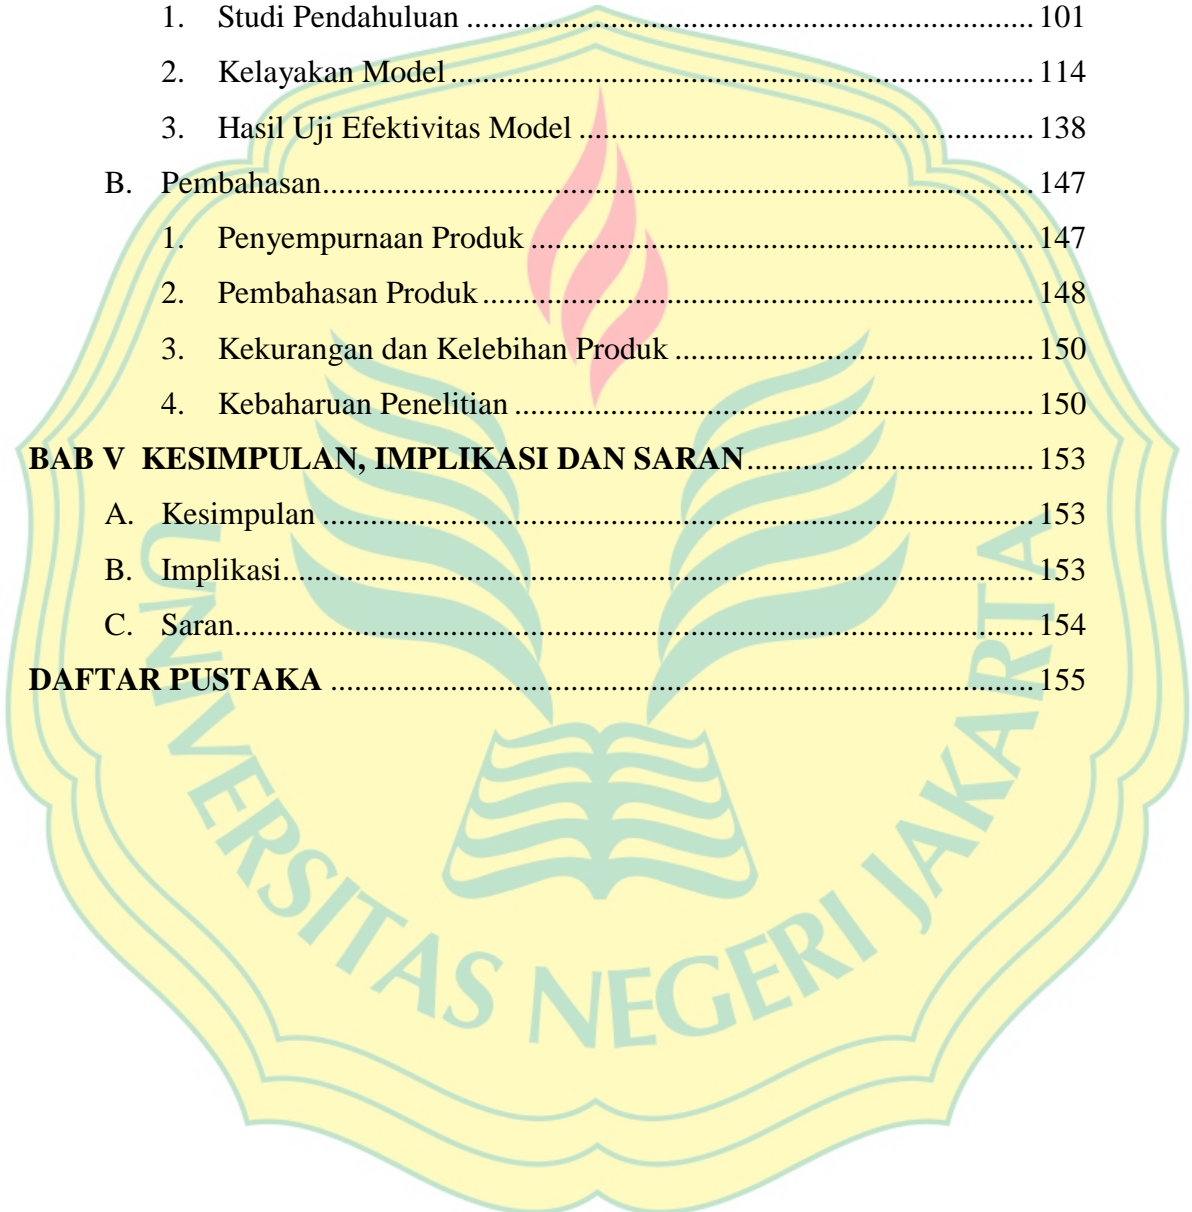 1. Studi Pendahuluan ........................................................................ 101
2. Kelayakan Model .......................................................................... 114
3. Hasil Uji Efektivitas Model ......................................................... 138
B. Pembahasan.......................................................................................... 147
1. Penyempurnaan Produk ................................................................ 147
2. Pembahasan Produk ...................................................................... 148
3. Kekurangan dan Kelebihan Produk .............................................. 150
4. Kebaharuan Penelitian .................................................................. 150
BAB V KESIMPULAN, IMPLIKASI DAN SARAN.................................... 153
A. Kesimpulan .......................................................................................... 153
B. Implikasi............................................................................................... 153
C. Saran..................................................................................................... 154
DAFTAR PUSTAKA ......................................................................................... 155
UNIVERSITAS NEGERI JAKARTA